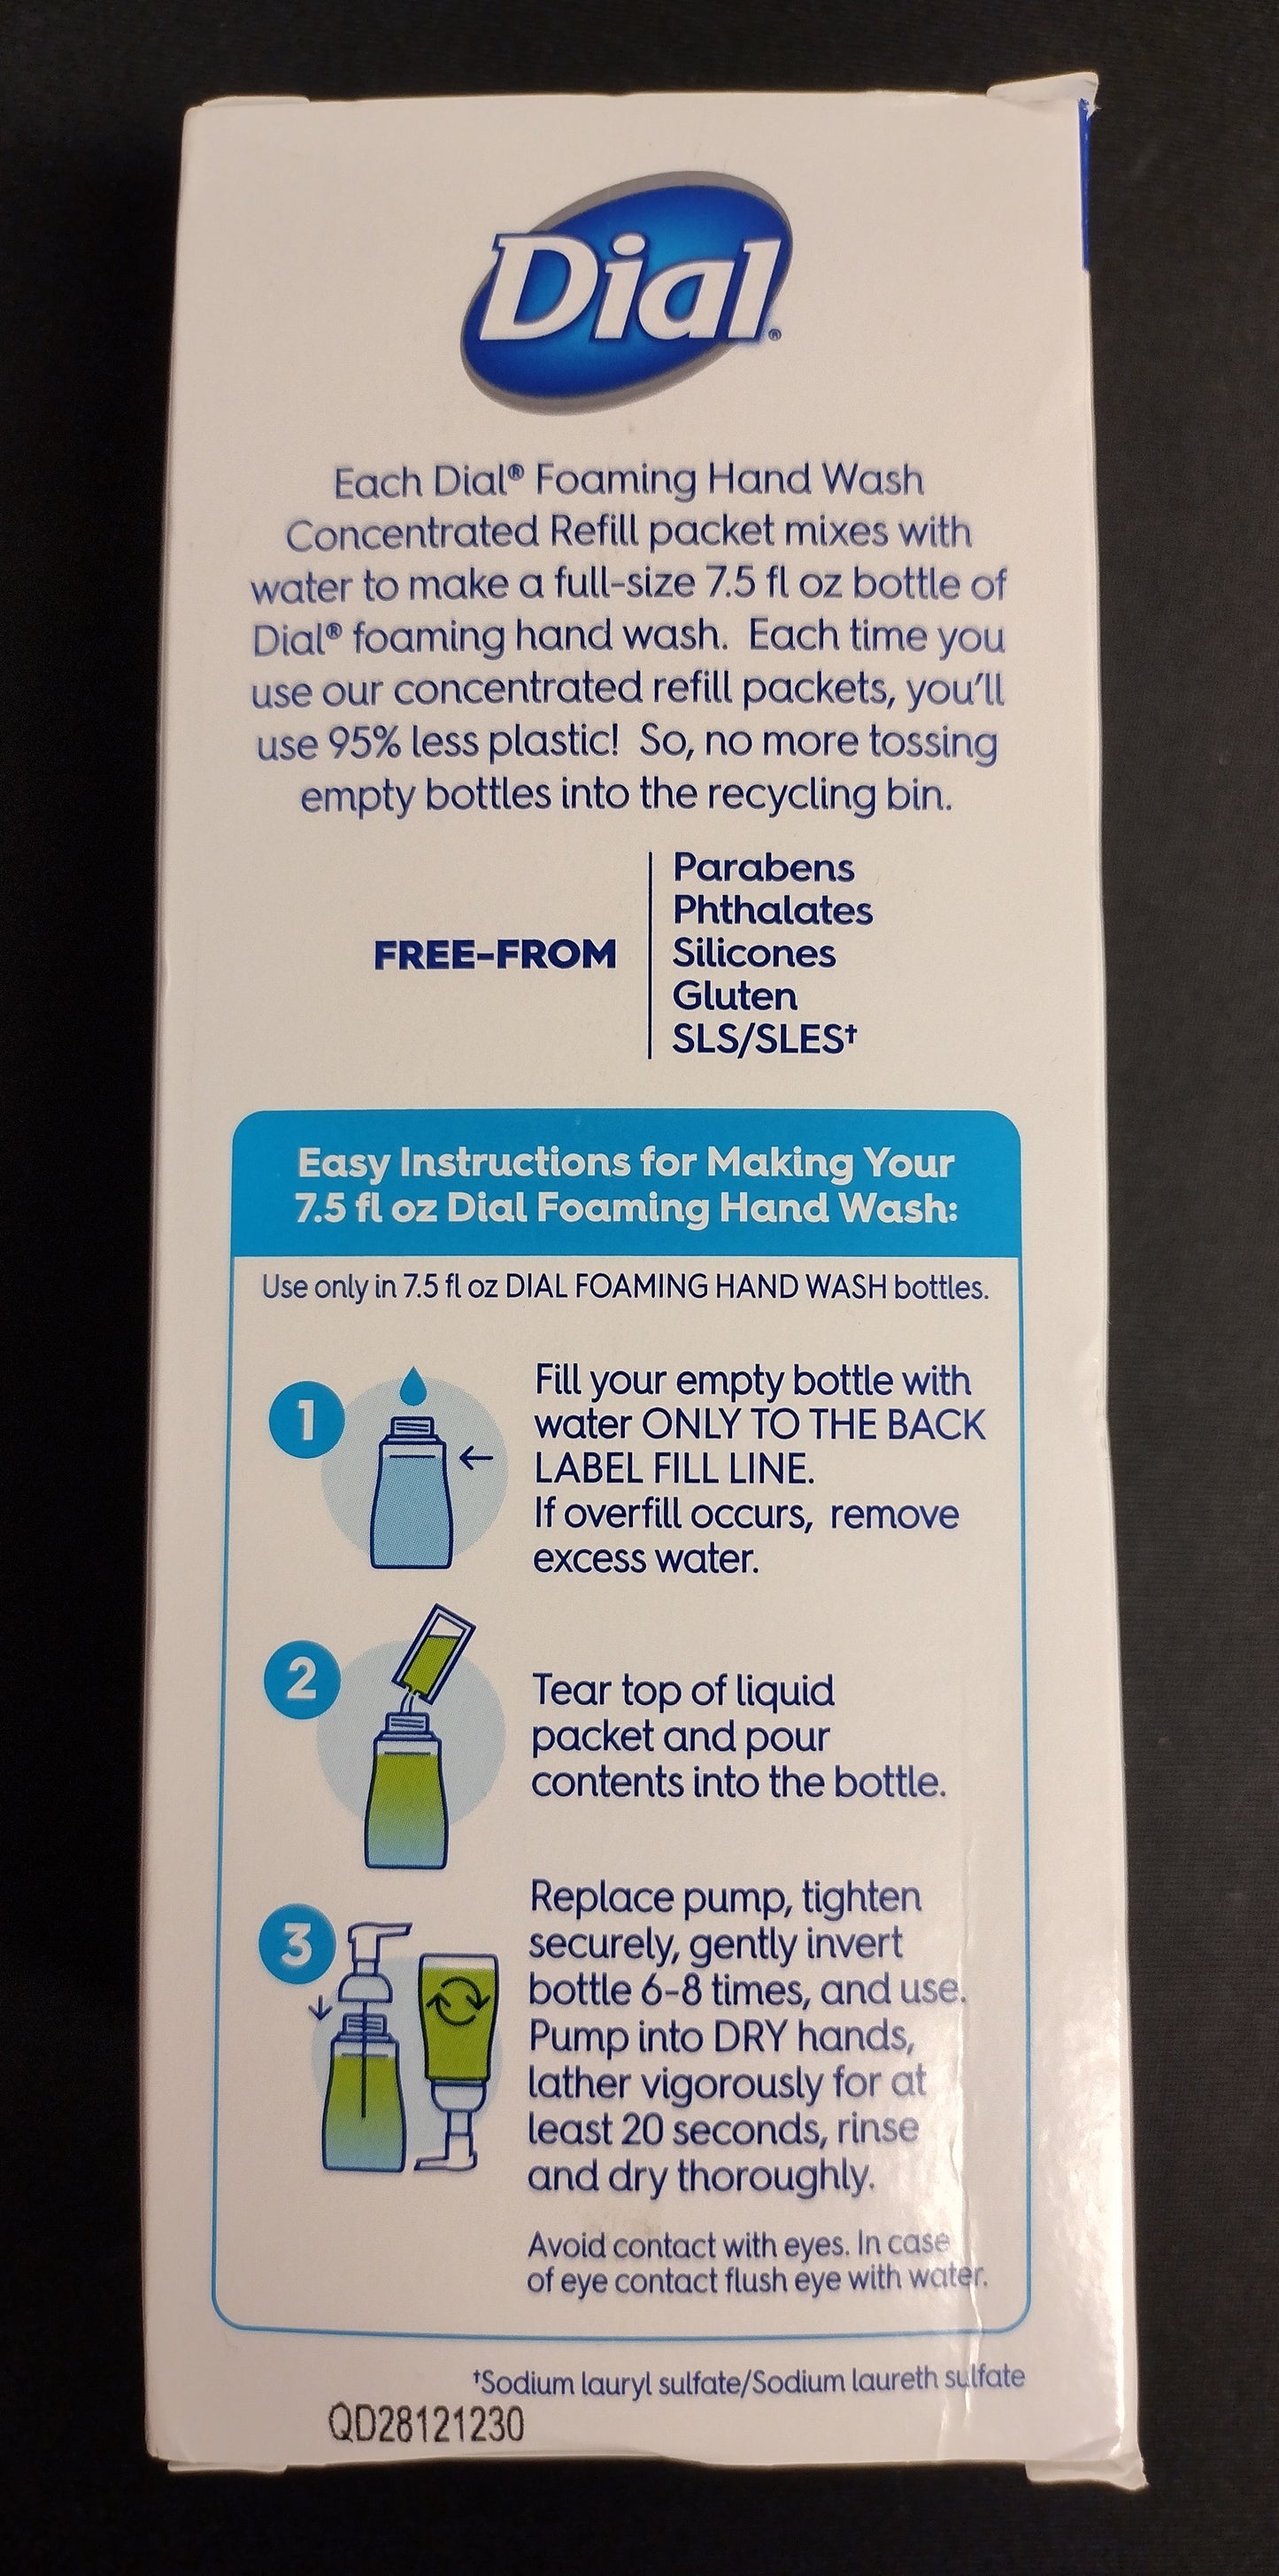 Dial®
Each Dial® Foaming Hand Wash
Concentrated Refill packet mixes with
water to make a full-size 7.5 fl oz bottle of
Dial® foaming hand wash. Each time you
use our concentrated refill packets, you'll
use 95% less plastic! So, no more tossing
empty bottles into the recycling bin.
FREE-FROM
Parabens
Phthalates
Silicones
Gluten
SLS/SLES†
Easy Instructions for Making Your
7.5 fl oz Dial Foaming Hand Wash:
Use only in 7.5 fl oz DIAL FOAMING HAND WASH bottles.
1
Fill your empty bottle with
water ONLY TO THE BACK
LABEL FILL LINE.
If overfill occurs, remove
excess water.
2
Tear top of liquid
packet and pour
contents into the bottle.
3
Replace pump, tighten
securely, gently invert
bottle 6-8 times, and use.
Pump into DRY hands,
lather vigorously for at
least 20 seconds, rinse
and dry thoroughly.
Avoid contact with eyes. In case
of eye contact flush eye with water.
†Sodium lauryl sulfate/Sodium laureth sulfate
QD28121230